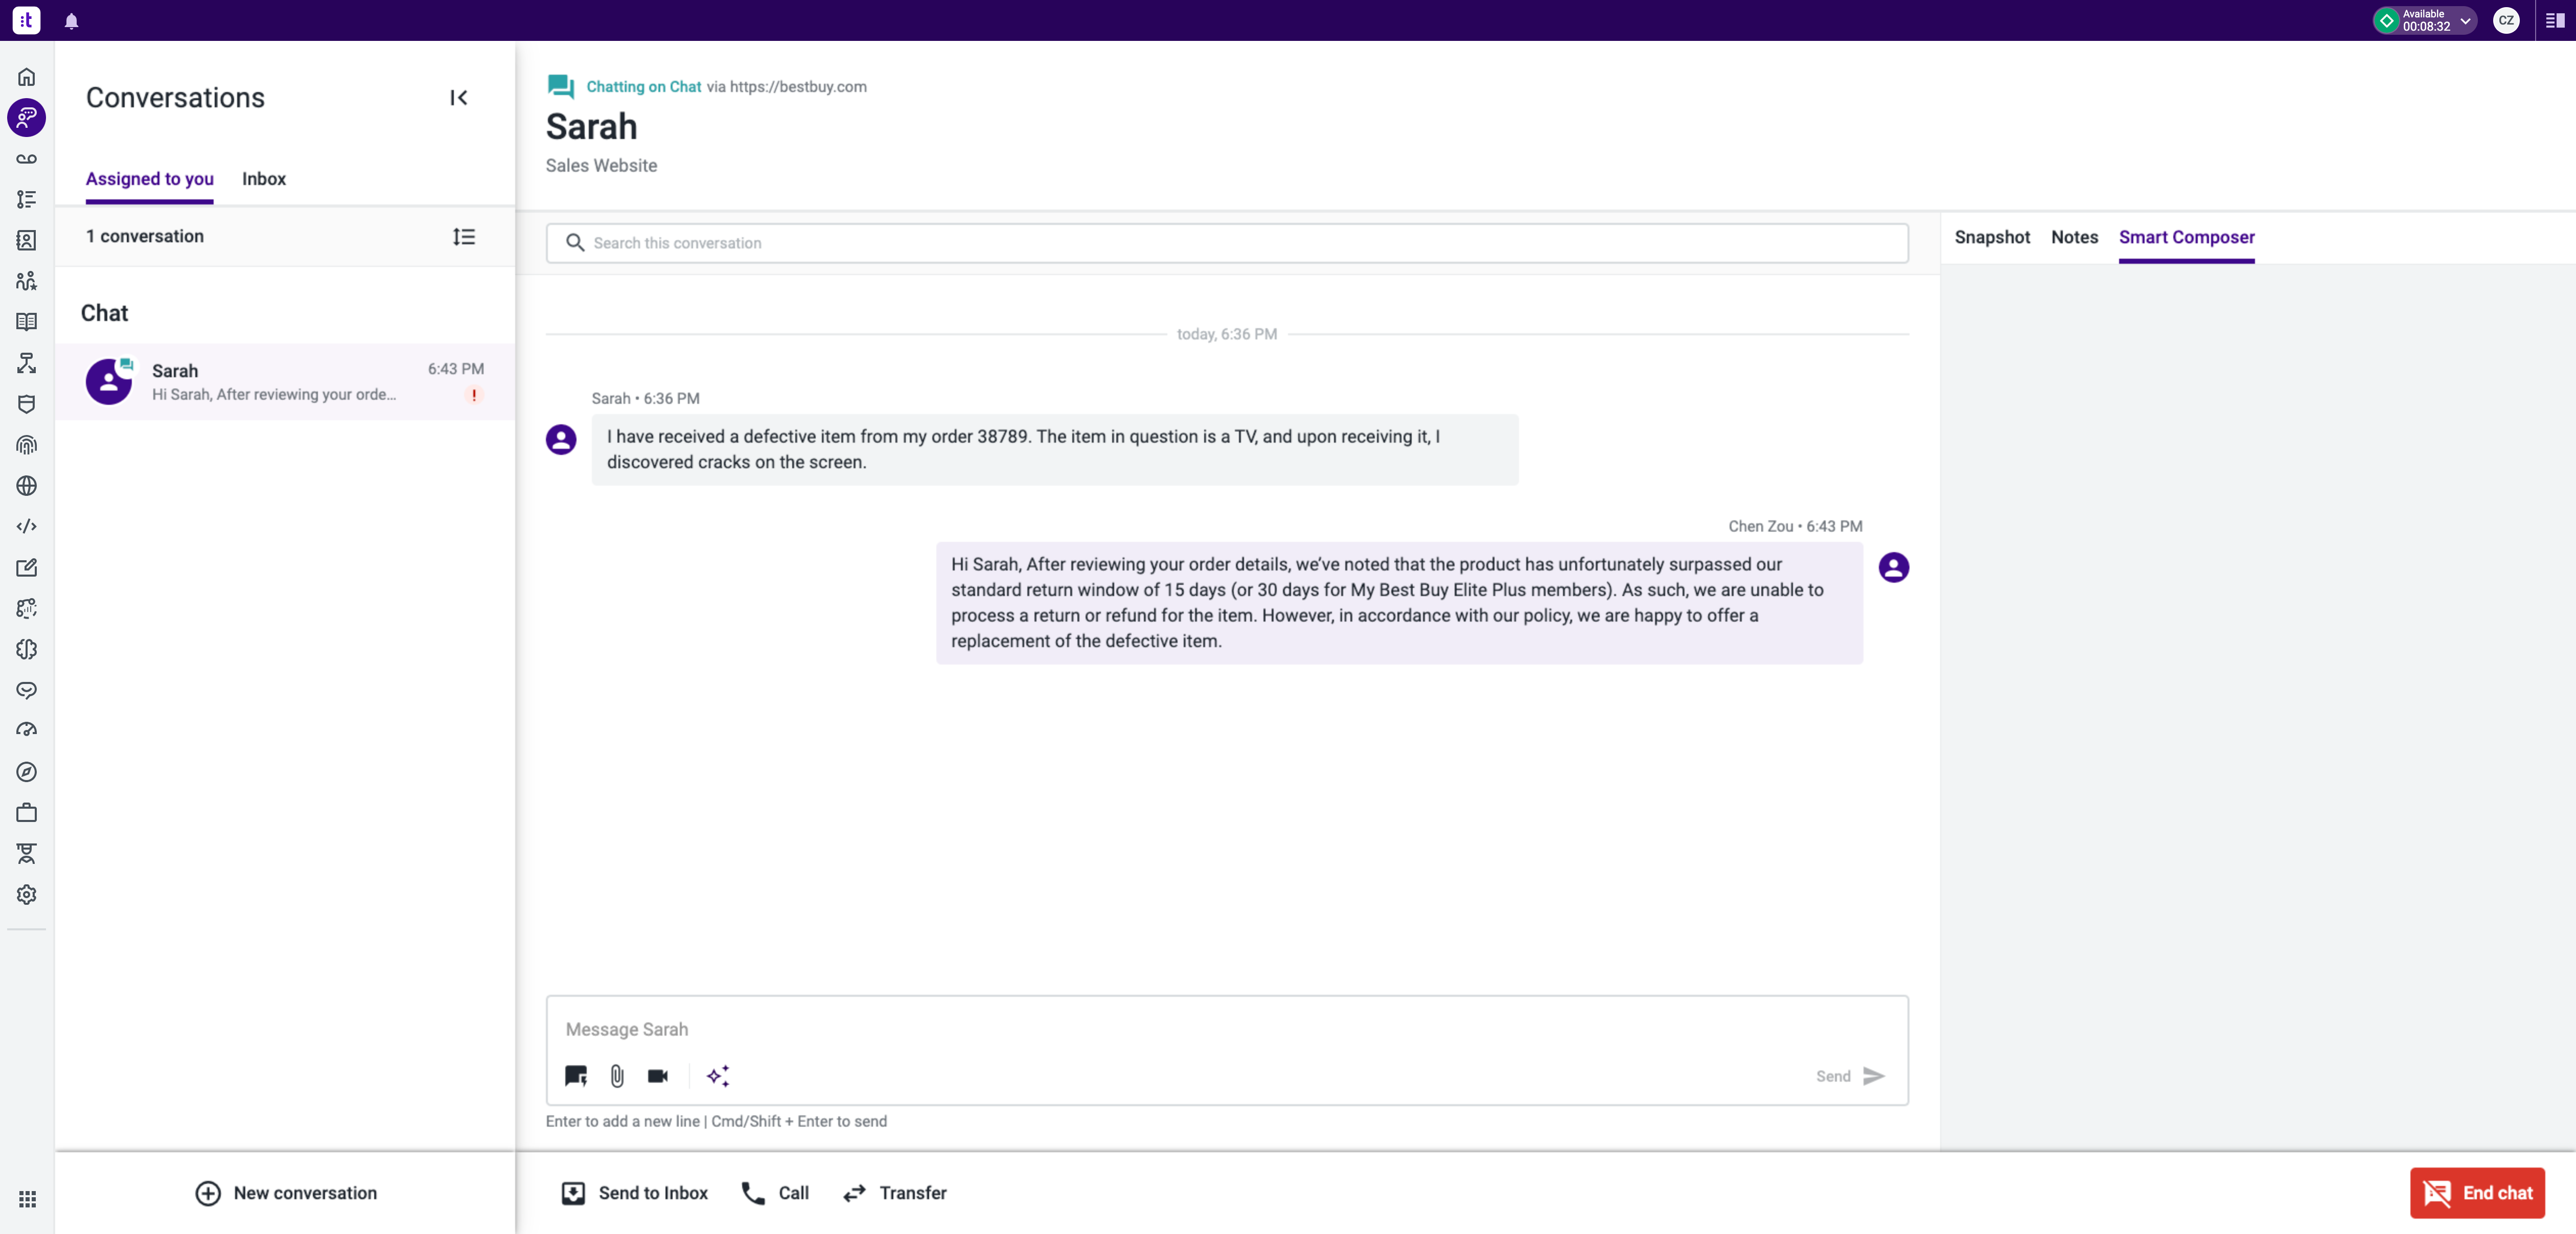 :t
Available
00:08:32
CZ
Conversations
Assigned to you
Inbox
1 conversation
Chat
Sarah
6:43 PM
Hi Sarah, After reviewing your orde...
!
New conversation
Chatting on Chat via https://bestbuy.com
Sarah
Sales Website
Search this conversation
today, 6:36 PM
Sarah • 6:36 PM
I have received a defective item from my order 38789. The item in question is a TV, and upon receiving it, I
discovered cracks on the screen.
Chen Zou • 6:43 PM
Hi Sarah, After reviewing your order details, we’ve noted that the product has unfortunately surpassed our
standard return window of 15 days (or 30 days for My Best Buy Elite Plus members). As such, we are unable to
process a return or refund for the item. However, in accordance with our policy, we are happy to offer a
replacement of the defective item.
Message Sarah
Send
Enter to add a new line | Cmd/Shift + Enter to send
Send to Inbox
Call
Transfer
End chat
Snapshot
Notes
Smart Composer